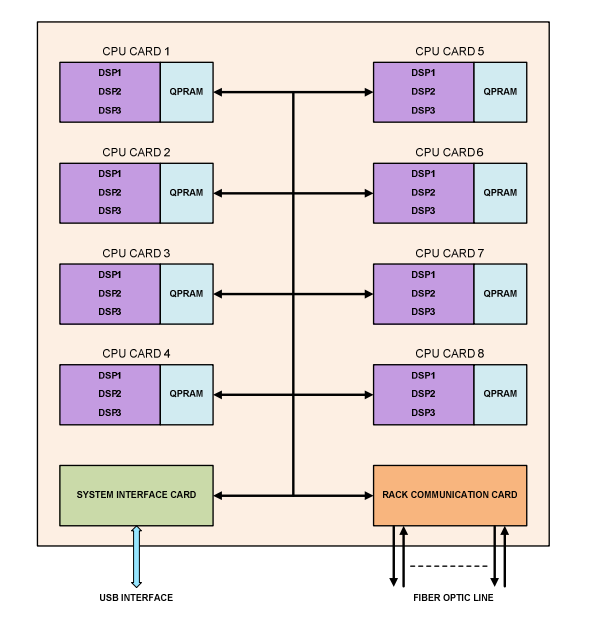 CPU CARD 1
DSP1
DSP2
DSP3
QPRAM
CPU CARD 5
DSP1
DSP2
DSP3
QPRAM
CPU CARD 2
DSP1
DSP2
DSP3
QPRAM
CPU CARD 6
DSP1
DSP2
DSP3
QPRAM
CPU CARD 3
DSP1
DSP2
DSP3
QPRAM
CPU CARD 7
DSP1
DSP2
DSP3
QPRAM
CPU CARD 4
DSP1
DSP2
DSP3
QPRAM
CPU CARD 8
DSP1
DSP2
DSP3
QPRAM
SYSTEM INTERFACE CARD
RACK COMMUNICATION CARD
USB INTERFACE
FIBER OPTIC LINE